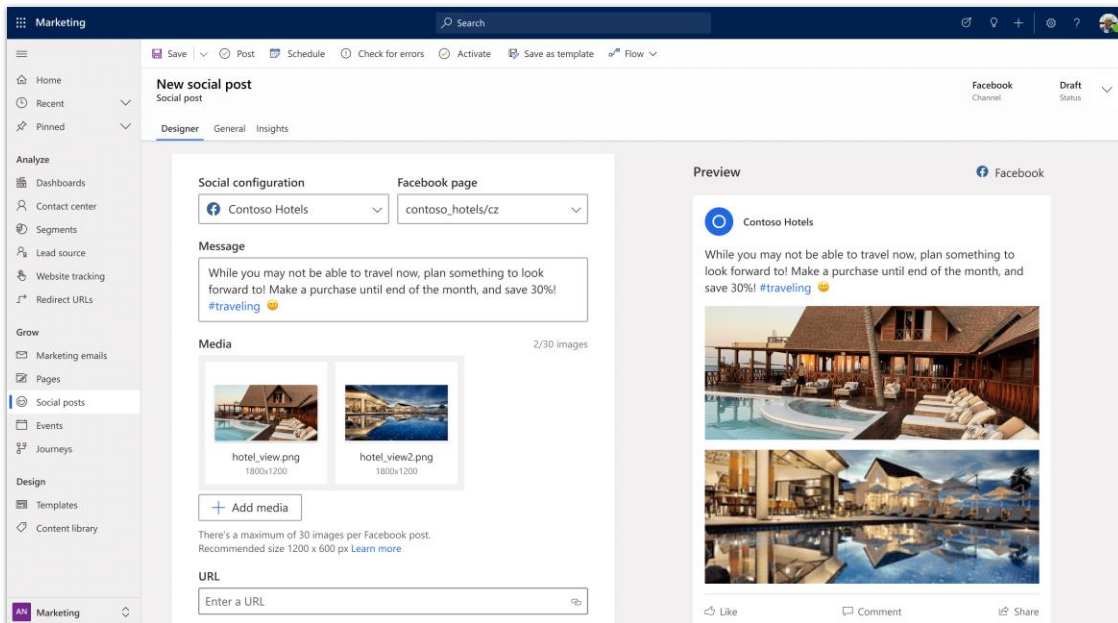 Marketing
Search
?
Save
Post
Schedule
Check for errors
Activate
Save as template
Flow
Home
Recent
Pinned
Analyze
Dashboards
Contact center
Segments
Lead source
Website tracking
Redirect URLs
Grow
Marketing emails
Pages
Social posts
Events
Journeys
Design
Templates
Content library
AN Marketing
New social post
Social post
Facebook
Channel
Draft
Status
Designer General Insights
Social configuration
Contoso Hotels
Facebook page
contoso_hotels/cz
Message
While you may not be able to travel now, plan something to look
forward to! Make a purchase until end of the month, and save 30%!
#traveling 😀
Media
2/30 images
hotel_view.png
1800x1200
hotel_view2.png
1800x1200
+ Add media
There's a maximum of 30 images per Facebook post.
Recommended size 1200 x 600 px Learn more
URL
Enter a URL
Preview
Facebook
Contoso Hotels
While you may not be able to travel now, plan something to
look forward to! Make a purchase until end of the month, and
save 30%! #traveling 😀
Like
Comment
Share